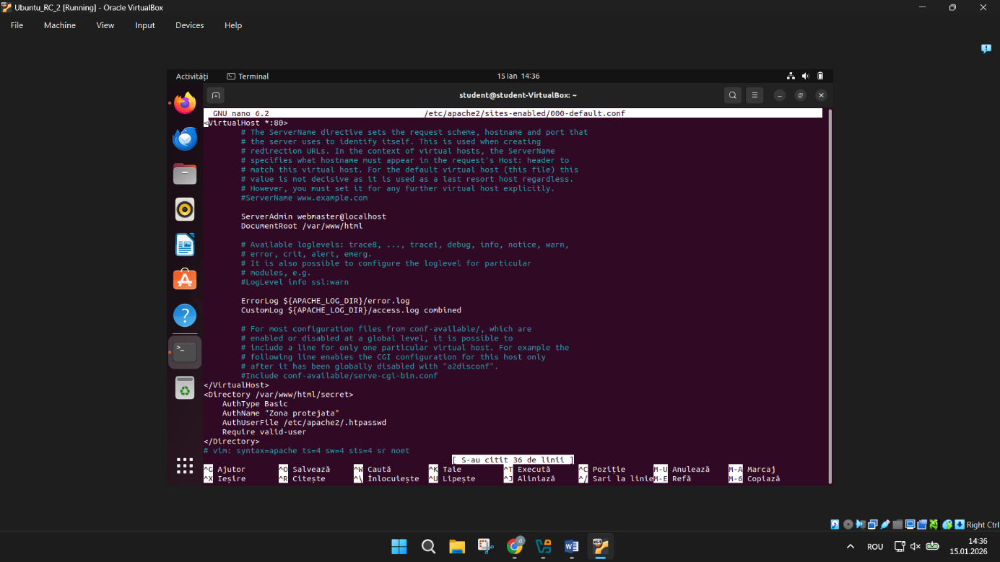 Ubuntu_RC_2 [Running] - Oracle VirtualBox
File Machine View Input Devices Help
Activități Terminal 15 ian 14:36
student@student-VirtualBox: ~
GNU nano 6.2 /etc/apache2/sites-enabled/000-default.conf
<VirtualHost *:80>
# The ServerName directive sets the request scheme, hostname and port that
# the server uses to identify itself. This is used when creating
# redirection URLs. In the context of virtual hosts, the ServerName
# specifies what hostname must appear in the request's Host: header to
# match this virtual host. For the default virtual host (this file) this
# value is not decisive as it is used as a last resort host regardless.
# However, you must set it for any further virtual host explicitly.
#ServerName www.example.com
ServerAdmin webmaster@localhost
DocumentRoot /var/www/html
# Available loglevels: trace8, ..., trace1, debug, info, notice, warn,
# error, crit, alert, emerg.
# It is also possible to configure the loglevel for particular
# modules, e.g.
#LogLevel info ssl:warn
ErrorLog ${APACHE_LOG_DIR}/error.log
CustomLog ${APACHE_LOG_DIR}/access.log combined
# For most configuration files from conf-available/, which are
# enabled or disabled at a global level, it is possible to
# include a line for only one particular virtual host. For example the
# following line enables the CGI configuration for this host only
# after it has been globally disabled with "a2disconf".
#Include conf-available/serve-cgi-bin.conf
</VirtualHost>
<Directory /var/www/html/secret>
AuthType Basic
AuthName "Zona protejata"
AuthUserFile /etc/apache2/.htpasswd
Require valid-user
</Directory>
# vim: syntax=apache ts=4 sw=4 sts=4 sr noet
[ S-au citit 36 de linii ]
^G Ajutor ^O Salvează ^W Caută ^K Taie ^T Execută ^C Poziție M-U Anulează M-A Marcaj
^X Ieșire ^R Citește ^\ Înlocuiește ^U Lipește ^J Aliniază ^/ Sari la linie M-E Refă M-6 Copiază
Right Ctrl
ROU 14:36
15.01.2026